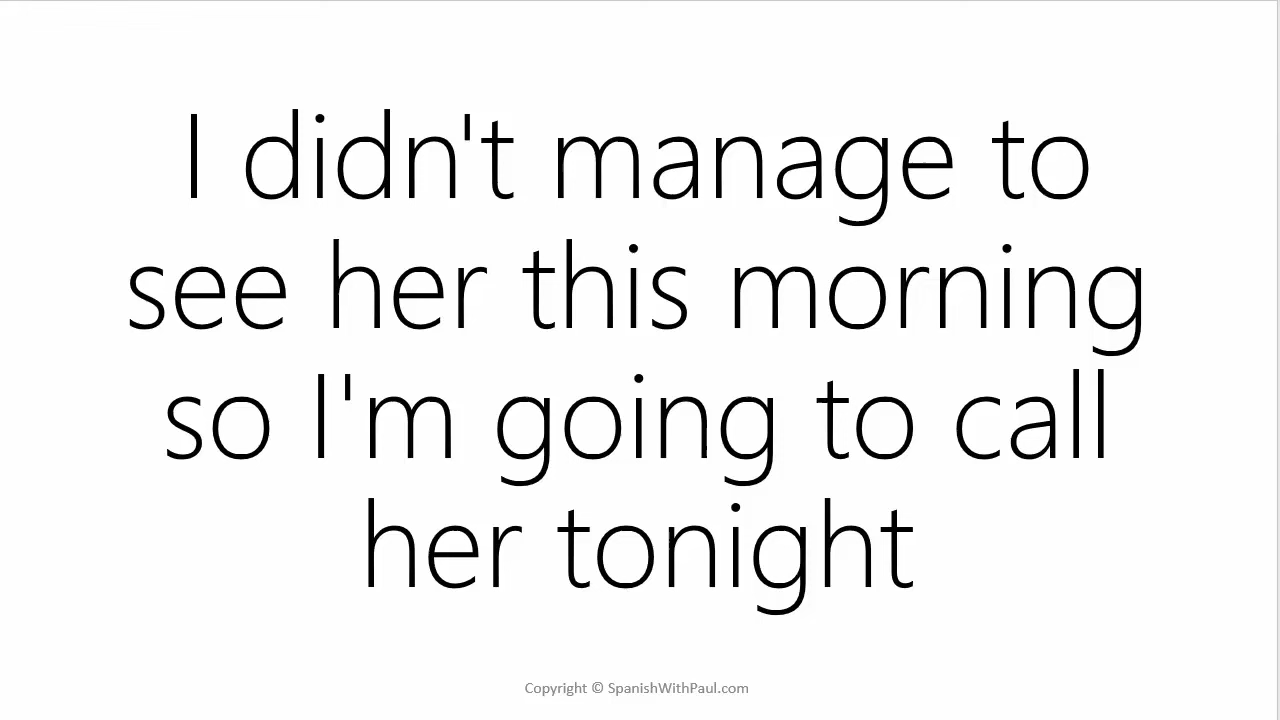 I didn't manage to
see her this morning
so I'm going to call
her tonight
Copyright © SpanishWithPaul.com